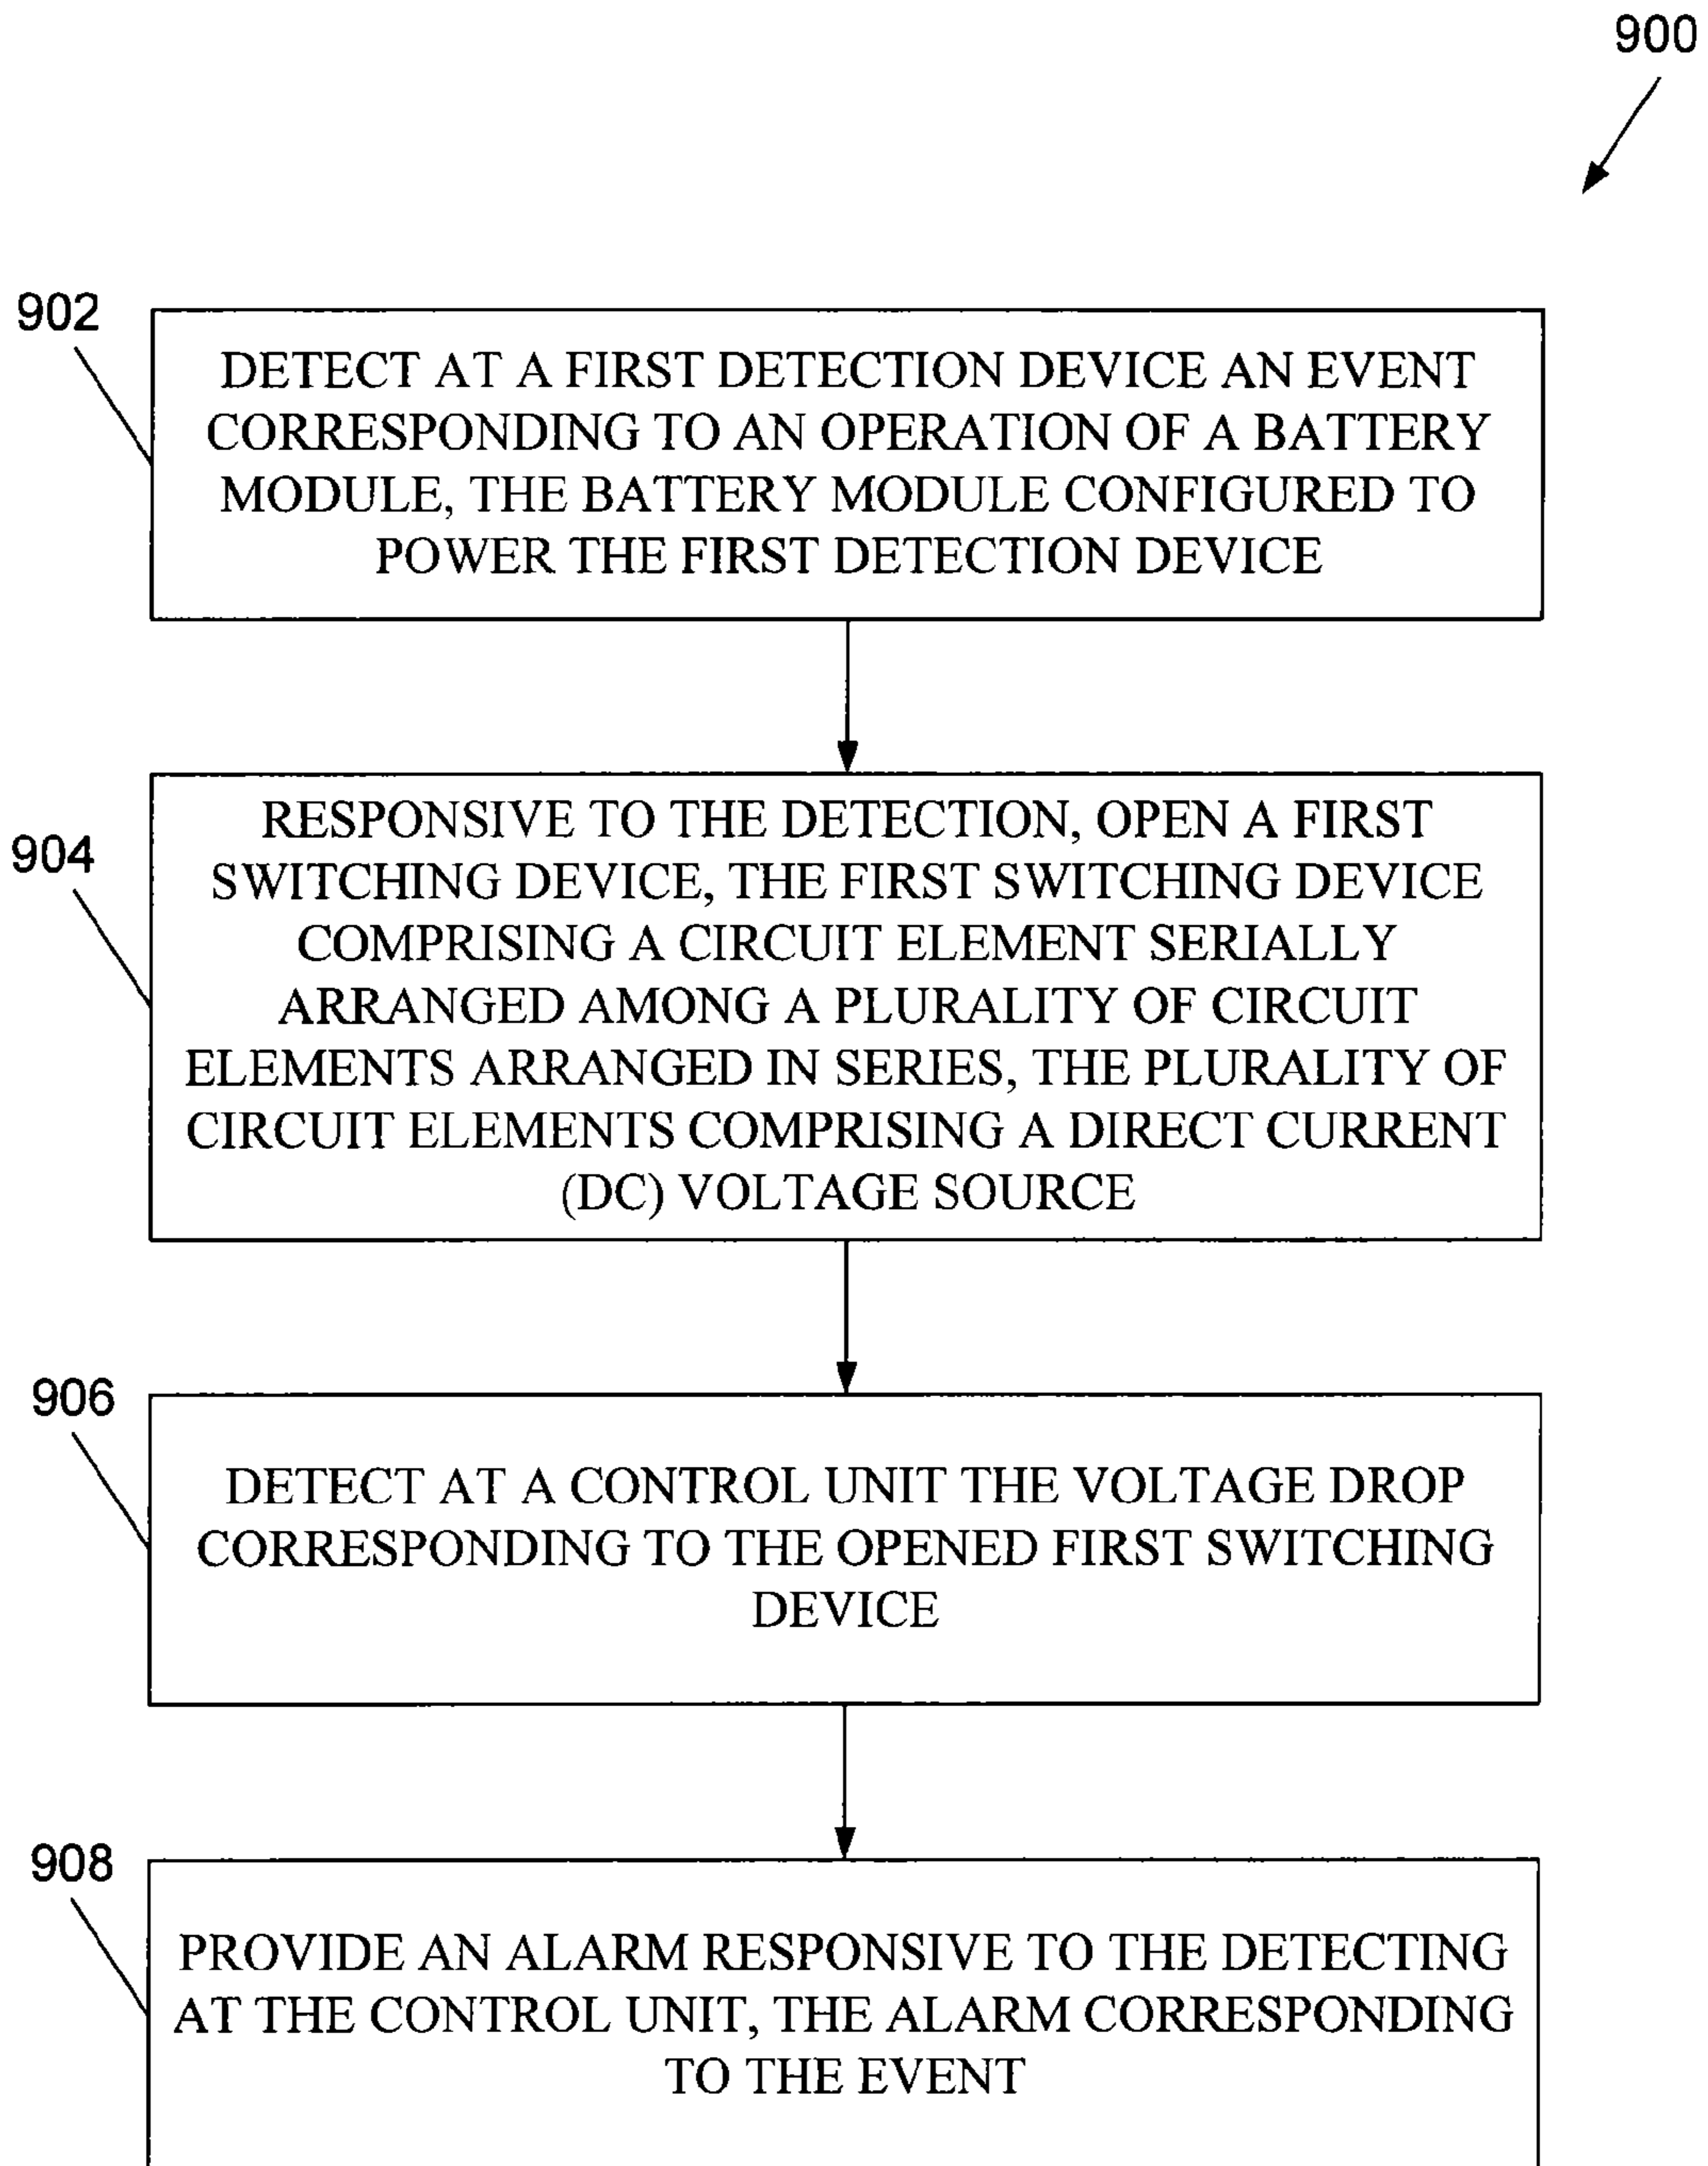 900
902
DETECT AT A FIRST DETECTION DEVICE AN EVENT
CORRESPONDING TO AN OPERATION OF A BATTERY
MODULE, THE BATTERY MODULE CONFIGURED TO
POWER THE FIRST DETECTION DEVICE
904
RESPONSIVE TO THE DETECTION, OPEN A FIRST
SWITCHING DEVICE, THE FIRST SWITCHING DEVICE
COMPRISING A CIRCUIT ELEMENT SERIALLY
ARRANGED AMONG A PLURALITY OF CIRCUIT
ELEMENTS ARRANGED IN SERIES, THE PLURALITY OF
CIRCUIT ELEMENTS COMPRISING A DIRECT CURRENT
(DC) VOLTAGE SOURCE
906
DETECT AT A CONTROL UNIT THE VOLTAGE DROP
CORRESPONDING TO THE OPENED FIRST SWITCHING
DEVICE
908
PROVIDE AN ALARM RESPONSIVE TO THE DETECTING
AT THE CONTROL UNIT, THE ALARM CORRESPONDING
TO THE EVENT